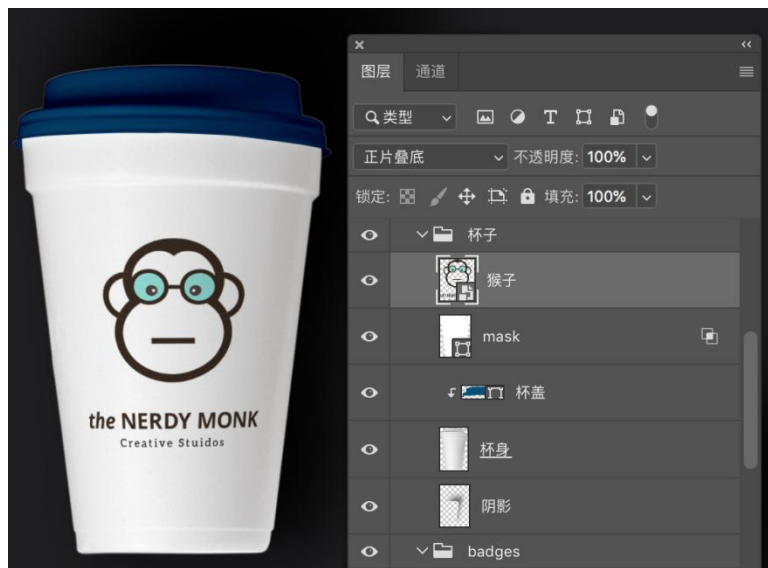 图层 通道
类型
正片叠底 不透明度: 100%
锁定: 填充: 100%
杯子
猴子
mask
杯盖
杯身
阴影
badges
the NERDY MONK
Creative Stuidos